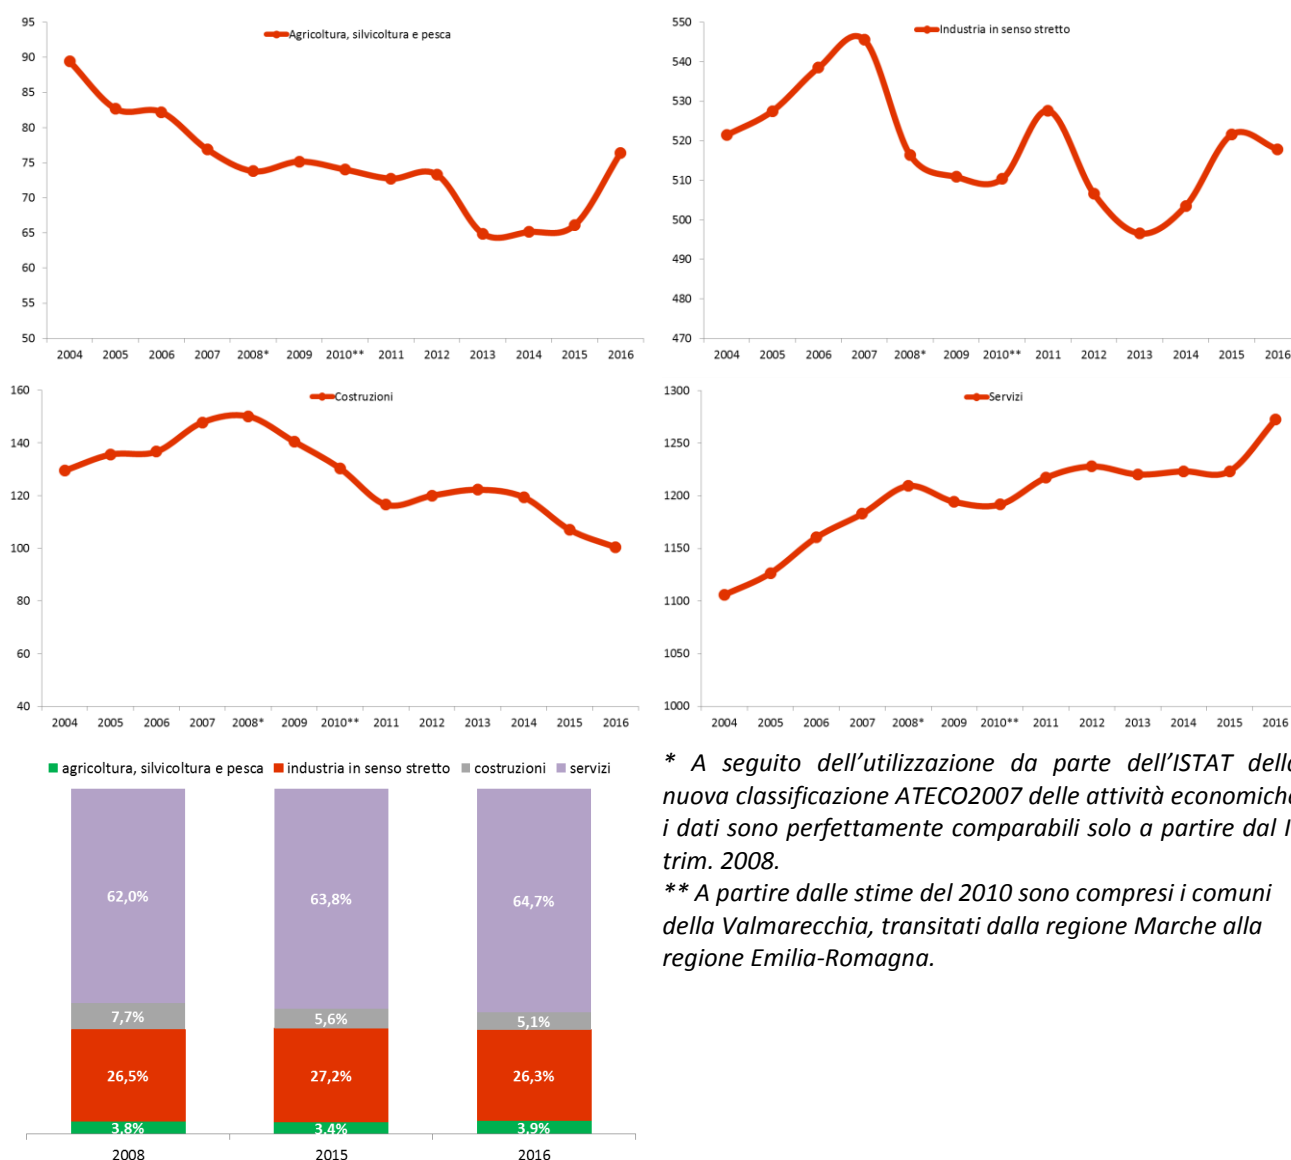 Agricoltura, silvicoltura e pesca
95
90
85
80
75
70
65
60
55
50
2004 2005 2006 2007 2008* 2009 2010** 2011 2012 2013 2014 2015 2016
Industria in senso stretto
550
540
530
520
510
500
490
480
470
2004 2005 2006 2007 2008* 2009 2010** 2011 2012 2013 2014 2015 2016
Costruzioni
160
140
120
100
80
60
40
2004 2005 2006 2007 2008* 2009 2010** 2011 2012 2013 2014 2015 2016
Servizi
1300
1250
1200
1150
1100
1050
1000
2004 2005 2006 2007 2008* 2009 2010** 2011 2012 2013 2014 2015 2016
agricoltura, silvicoltura e pesca industria in senso stretto costruzioni servizi
62,0% 63,8% 64,7%
7,7% 5,6% 5,1%
26,5% 27,2% 26,3%
3,8% 3,4% 3,9%
2008 2015 2016
* A seguito dell'utilizzazione da parte dell'ISTAT della
nuova classificazione ATECO2007 delle attività economiche
i dati sono perfettamente comparabili solo a partire dal I
trim. 2008.
** A partire dalle stime del 2010 sono compresi i comuni
della Valmarecchia, transitati dalla regione Marche alla
regione Emilia-Romagna.